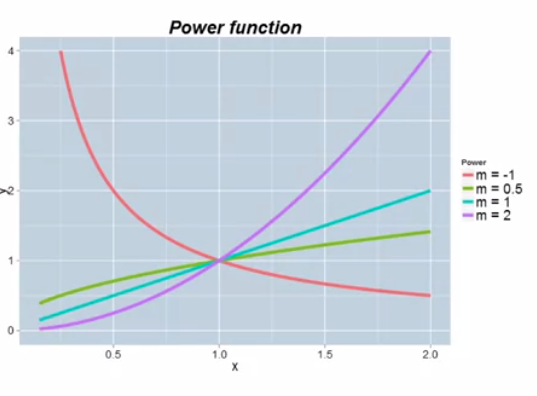 Power function
4
3
2
1
0
y
0.5
1.0
1.5
2.0
x
Power
m = -1
m = 0.5
m = 1
m = 2